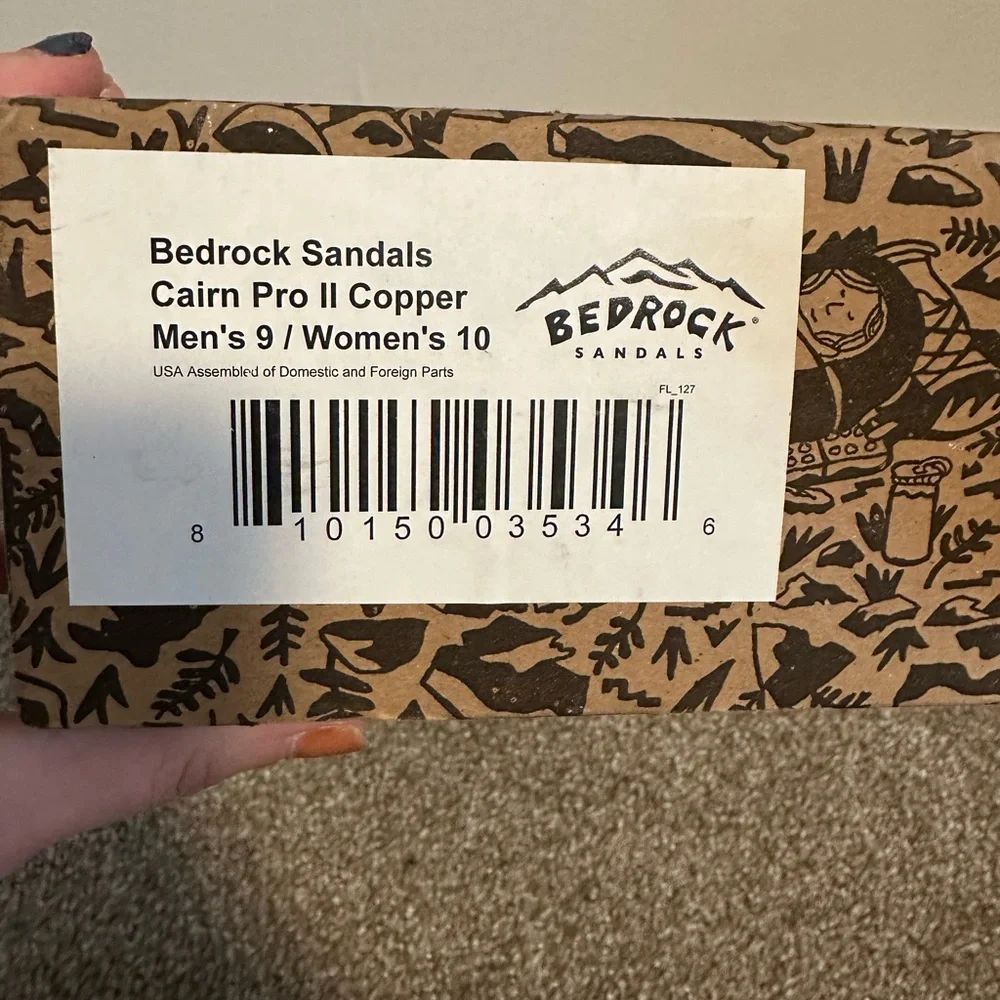 Bedrock Sandals
Cairn Pro II Copper
Men's 9 / Women's 10
USA Assembled of Domestic and Foreign Parts
BEDROCK®
SANDALS
FL_127
8 10150 03534 6